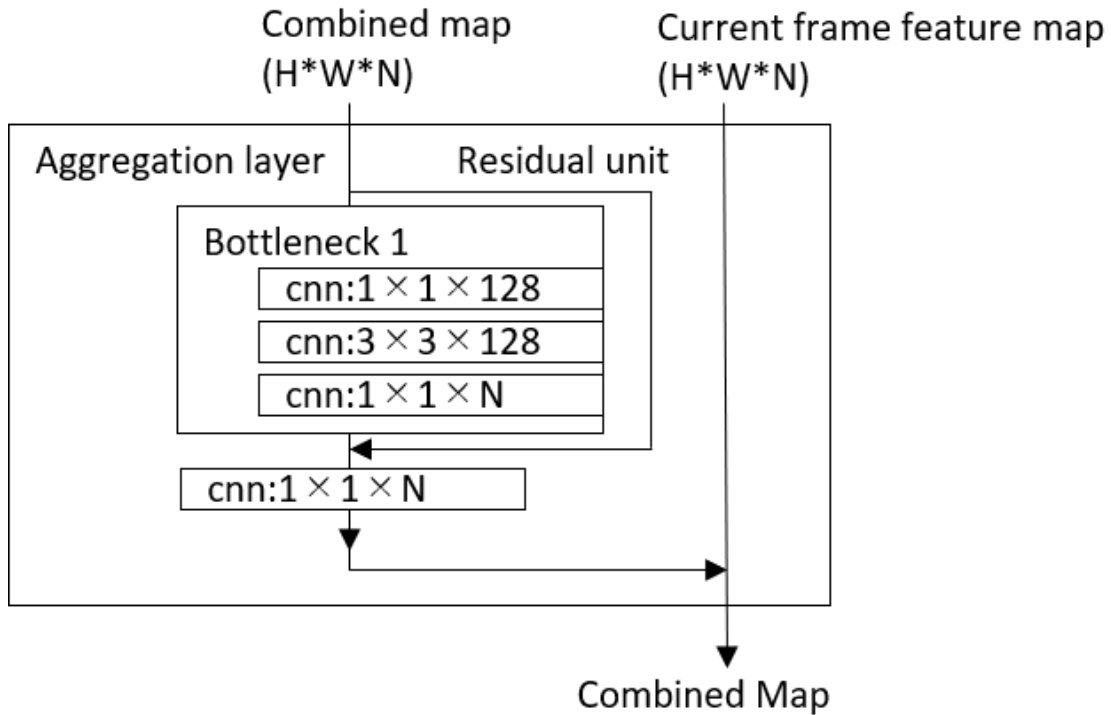 Combined map
(H*W*N)
Current frame feature map
(H*W*N)
Aggregation layer
Residual unit
Bottleneck 1
cnn:1×1×128
cnn:3×3×128
cnn:1×1×N
cnn:1×1×N
Combined Map